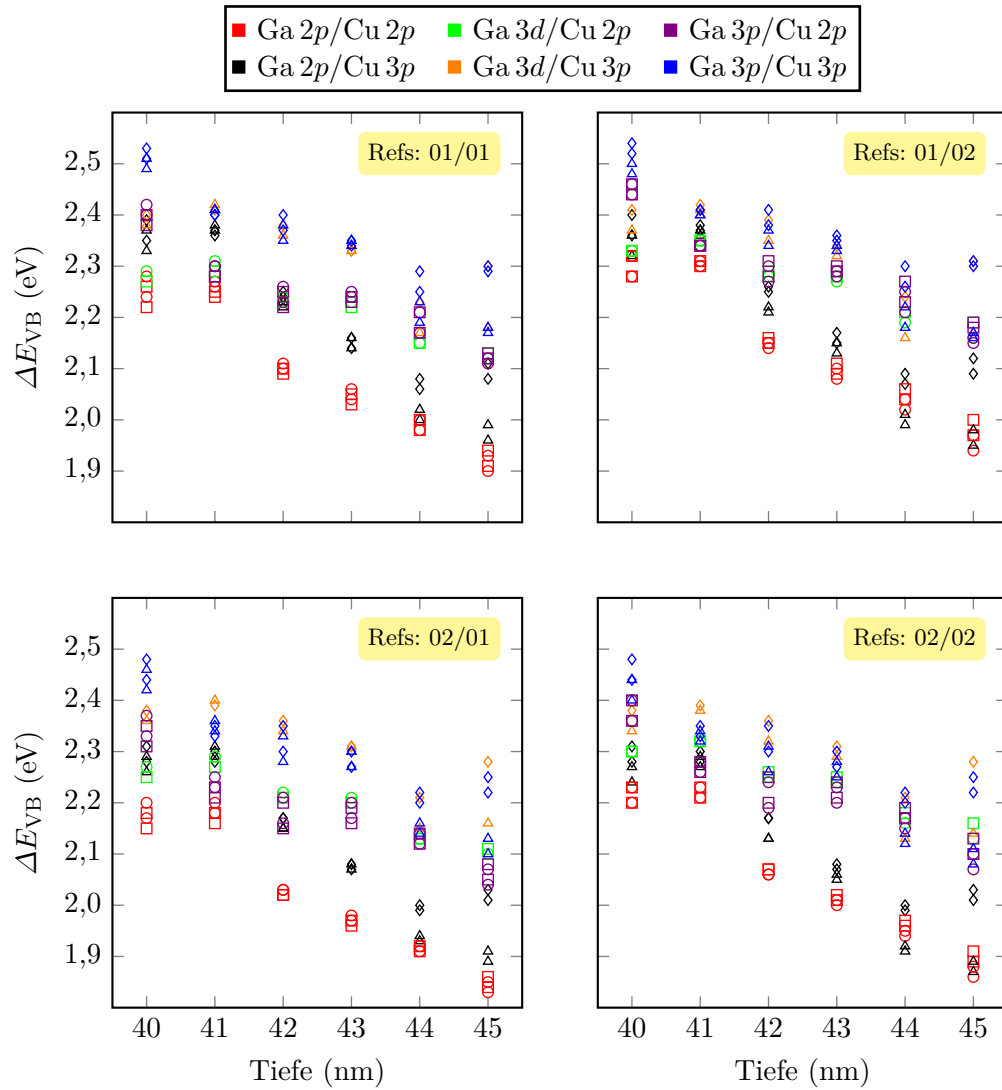 Ga 2p/Cu 2p Ga 3d/Cu 2p Ga 3p/Cu 2p
Ga 2p/Cu 3p Ga 3d/Cu 3p Ga 3p/Cu 3p
Refs: 01/01
2,5
2,4
2,3
2,2
2,1
2,0
1,9
ΔE_VB (eV)
Refs: 01/02
Refs: 02/01
2,5
2,4
2,3
2,2
2,1
2,0
1,9
ΔE_VB (eV)
40 41 42 43 44 45
Tiefe (nm)
Refs: 02/02
40 41 42 43 44 45
Tiefe (nm)